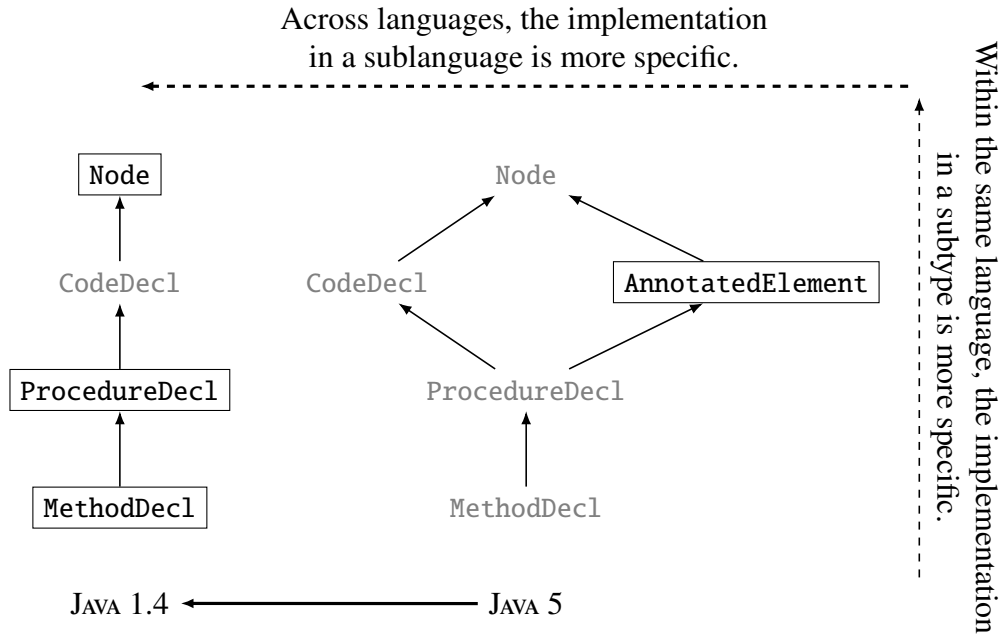 Across languages, the implementation
in a sublanguage is more specific.
Within the same language, the implementation
in a subtype is more specific.
Node
Node
CodeDecl
CodeDecl
AnnotatedElement
ProcedureDecl
ProcedureDecl
MethodDecl
MethodDecl
JAVA 1.4
JAVA 5